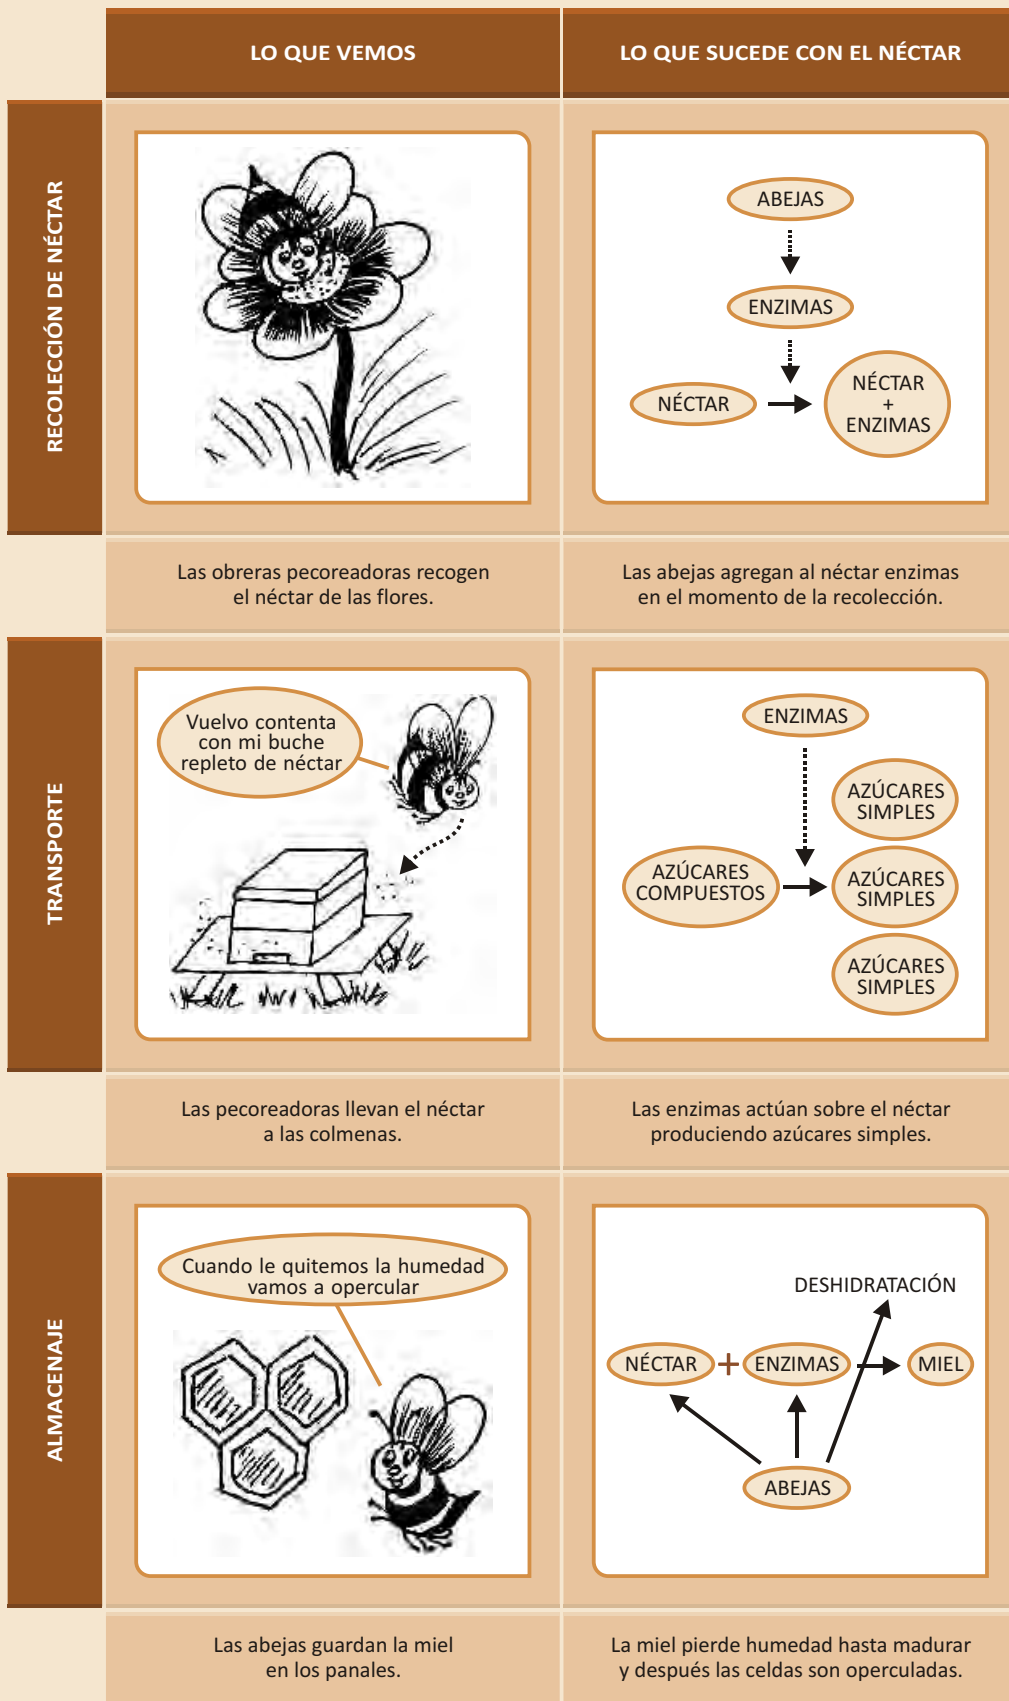 LO QUE VEMOS
LO QUE SUCEDE CON EL NÉCTAR
RECOLECCIÓN DE NÉCTAR
ABEJAS
ENZIMAS
NÉCTAR
NÉCTAR
+
ENZIMAS
Las obreras pecoreadoras recogen
el néctar de las flores.
Las abejas agregan al néctar enzimas
en el momento de la recolección.
TRANSPORTE
Vuelvo contenta
con mi buche
repleto de néctar
ENZIMAS
AZÚCARES
SIMPLES
AZÚCARES
COMPUESTOS
AZÚCARES
SIMPLES
AZÚCARES
SIMPLES
Las pecoreadoras llevan el néctar
a las colmenas.
Las enzimas actúan sobre el néctar
produciendo azúcares simples.
ALMACENAJE
Cuando le quitemos la humedad
vamos a opercular
DESHIDRATACIÓN
NÉCTAR + ENZIMAS
MIEL
ABEJAS
Las abejas guardan la miel
en los panales.
La miel pierde humedad hasta madurar
y después las celdas son operculadas.